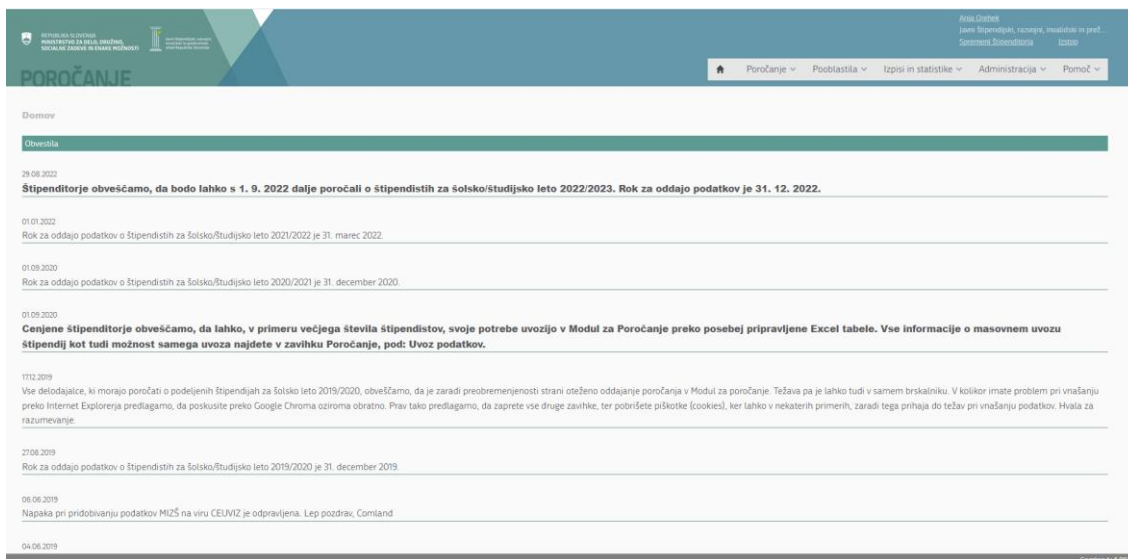 REPUBLIKA SLOVENIJA
MINISTRSTVO ZA DELO, DRUŽINO,
SOCIALNE ZADEVE IN ENAKE MOŽNOSTI
POROČANJE
Anja Orehek
Javni štipendijski, razvojni, invalidski in prež...
Spremeni štipenditorja Izstop
Poročanje Pooblastila Izpisi in statistike Administracija Pomoč
Domov
Obvestila
29.08.2022
Štipenditorje obveščamo, da bodo lahko s 1. 9. 2022 dalje poročali o štipendistih za šolsko/študijsko leto 2022/2023. Rok za oddajo podatkov je 31. 12. 2022.
01.01.2022
Rok za oddajo podatkov o štipendistih za šolsko/študijsko leto 2021/2022 je 31. marec 2022.
01.09.2020
Rok za oddajo podatkov o štipendistih za šolsko/študijsko leto 2020/2021 je 31. december 2020.
01.09.2020
Cenjene štipenditorje obveščamo, da lahko, v primeru večjega števila štipendistov, svoje potrebe uvozijo v Modul za Poročanje preko posebej pripravljene Excel tabele. Vse informacije o masovnem uvozu
štipendij kot tudi možnost samega uvoza najdete v zavihku Poročanje, pod: Uvoz podatkov.
17.12.2019
Vse delodajalce, ki morajo poročati o podeljenih štipendijah za šolsko leto 2019/2020, obveščamo, da je zaradi preobremenjenosti strani oteženo oddajanje poročanja v Modul za poročanje. Težava pa je lahko tudi v samem brskalniku. V kolikor imate problem pri vnašanju
preko Internet Explorerja predlagamo, da poskusite preko Google Chroma oziroma obratno. Prav tako predlagamo, da zaprete vse druge zavihke, ter pobrišete piškotke (cookies), ker lahko v nekaterih primerih, zaradi tega prihaja do težav pri vnašanju podatkov. Hvala za
razumevanje.
27.08.2019
Rok za oddajo podatkov o štipendistih za šolsko/študijsko leto 2019/2020 je 31. december 2019.
06.06.2019
Napaka pri pridobivanju podatkov MIZŠ na viru CEUVIZ je odpravljena. Lep pozdrav, Comland
04.06.2019